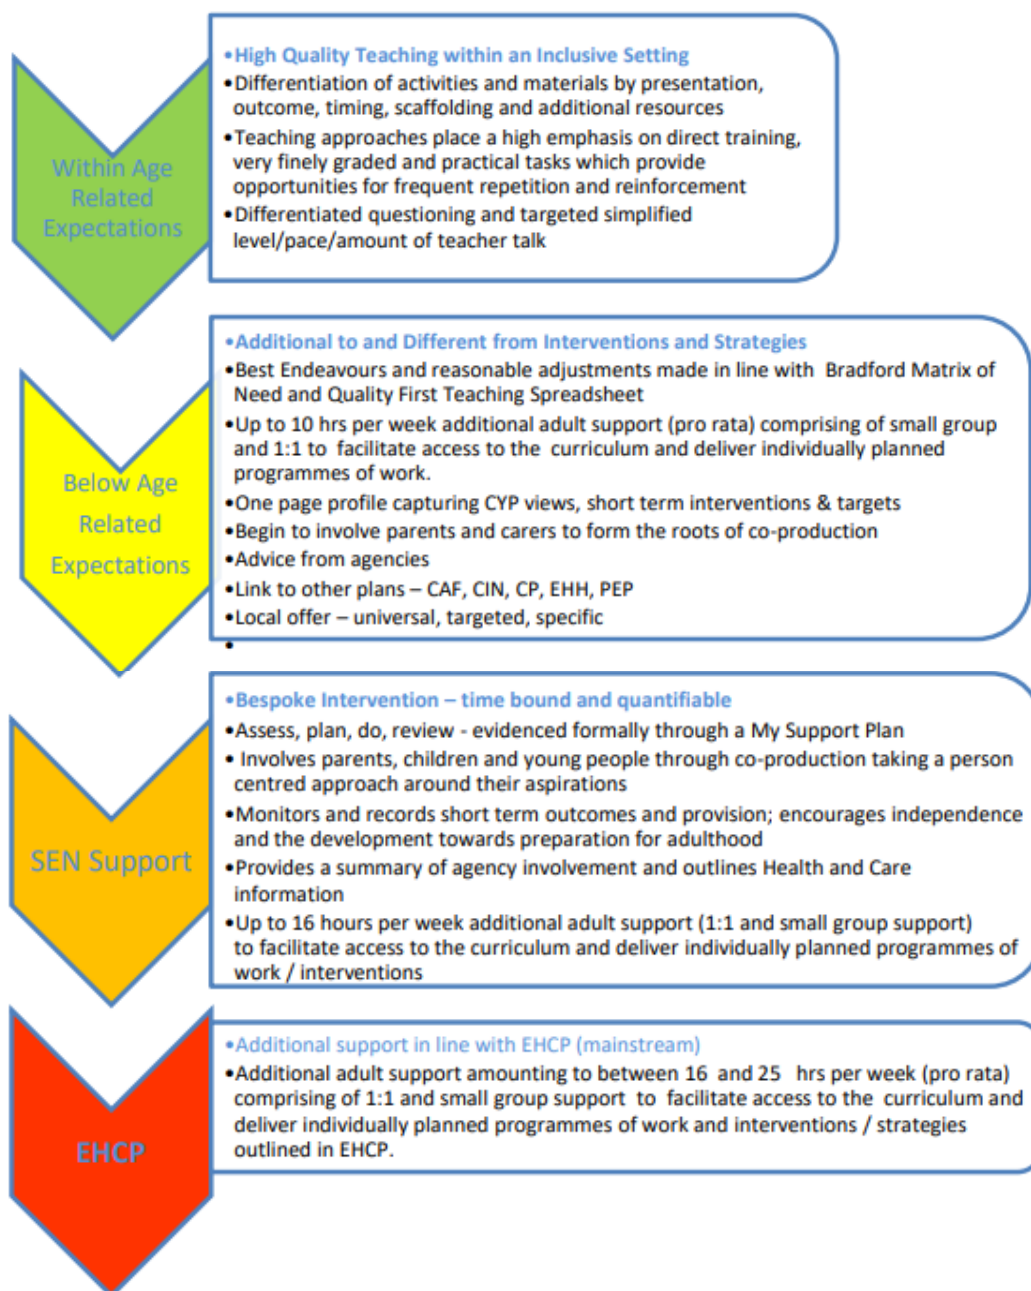 •High Quality Teaching within an Inclusive Setting
•Differentiation of activities and materials by presentation,
outcome, timing, scaffolding and additional resources
•Teaching approaches place a high emphasis on direct training,
very finely graded and practical tasks which provide
opportunities for frequent repetition and reinforcement
•Differentiated questioning and targeted simplified
level/pace/amount of teacher talk
Within Age
Related
Expectations
•Additional to and Different from Interventions and Strategies
•Best Endeavours and reasonable adjustments made in line with Bradford Matrix of
Need and Quality First Teaching Spreadsheet
•Up to 10 hrs per week additional adult support (pro rata) comprising of small group
and 1:1 to facilitate access to the curriculum and deliver individually planned
programmes of work.
•One page profile capturing CYP views, short term interventions & targets
•Begin to involve parents and carers to form the roots of co-production
•Advice from agencies
•Link to other plans – CAF, CIN, CP, EHH, PEP
•Local offer – universal, targeted, specific
•
Below Age
Related
Expectations
•Bespoke Intervention – time bound and quantifiable
•Assess, plan, do, review - evidenced formally through a My Support Plan
• Involves parents, children and young people through co-production taking a person
centred approach around their aspirations
•Monitors and records short term outcomes and provision; encourages independence
and the development towards preparation for adulthood
•Provides a summary of agency involvement and outlines Health and Care
information
•Up to 16 hours per week additional adult support (1:1 and small group support)
to facilitate access to the curriculum and deliver individually planned programmes of
work / interventions
SEN Support
•Additional support in line with EHCP (mainstream)
•Additional adult support amounting to between 16 and 25 hrs per week (pro rata)
comprising of 1:1 and small group support to facilitate access to the curriculum and
deliver individually planned programmes of work and interventions / strategies
outlined in EHCP.
EHCP